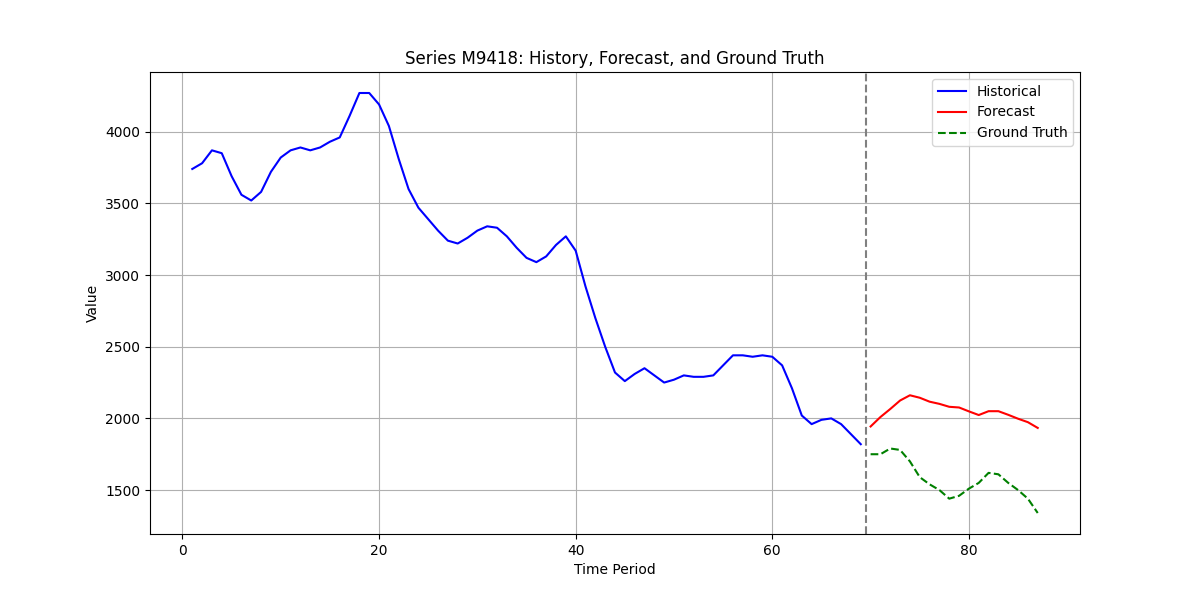 Series M9418: History, Forecast, and Ground Truth
Historical
Forecast
Ground Truth
Value
4000
3500
3000
2500
2000
1500
0 20 40 60 80
Time Period